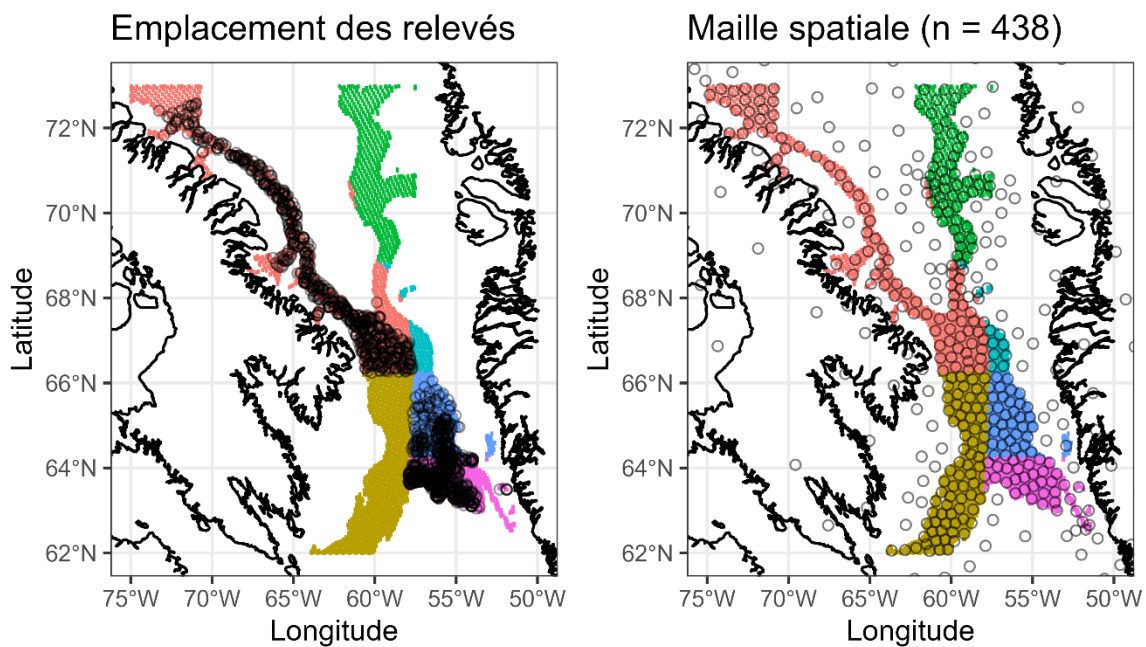 Emplacement des relevés
Maille spatiale (n = 438)
72°N
70°N
68°N
66°N
64°N
62°N
Latitude
75°W
70°W
65°W
60°W
55°W
50°W
Longitude
72°N
70°N
68°N
66°N
64°N
62°N
Latitude
75°W
70°W
65°W
60°W
55°W
50°W
Longitude